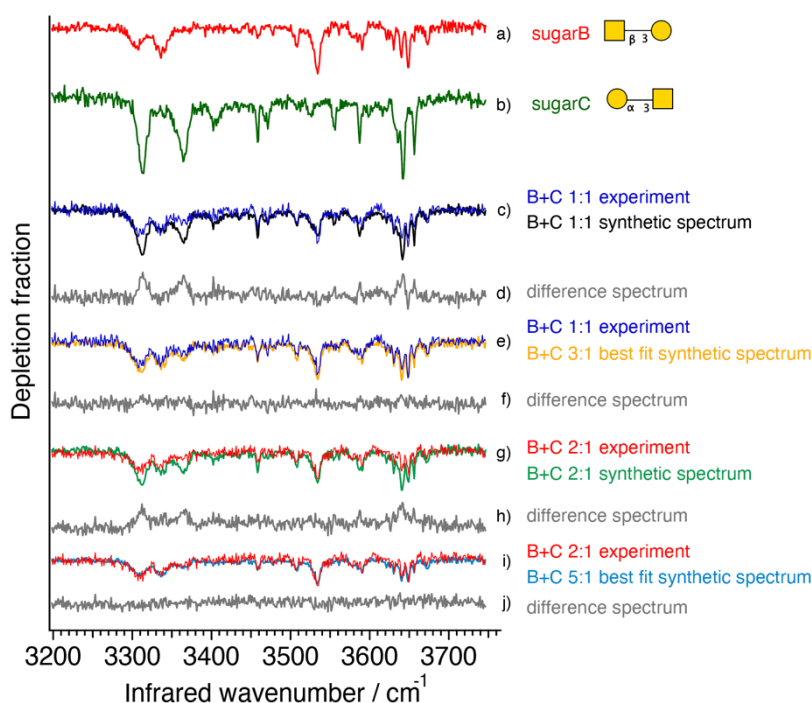 a) sugarB β 3
b) sugarC α 3
c) B+C 1:1 experiment
B+C 1:1 synthetic spectrum
d) difference spectrum
e) B+C 1:1 experiment
B+C 3:1 best fit synthetic spectrum
f) difference spectrum
g) B+C 2:1 experiment
B+C 2:1 synthetic spectrum
h) difference spectrum
i) B+C 2:1 experiment
B+C 5:1 best fit synthetic spectrum
j) difference spectrum
Depletion fraction
3200 3300 3400 3500 3600 3700
Infrared wavenumber / cm-1